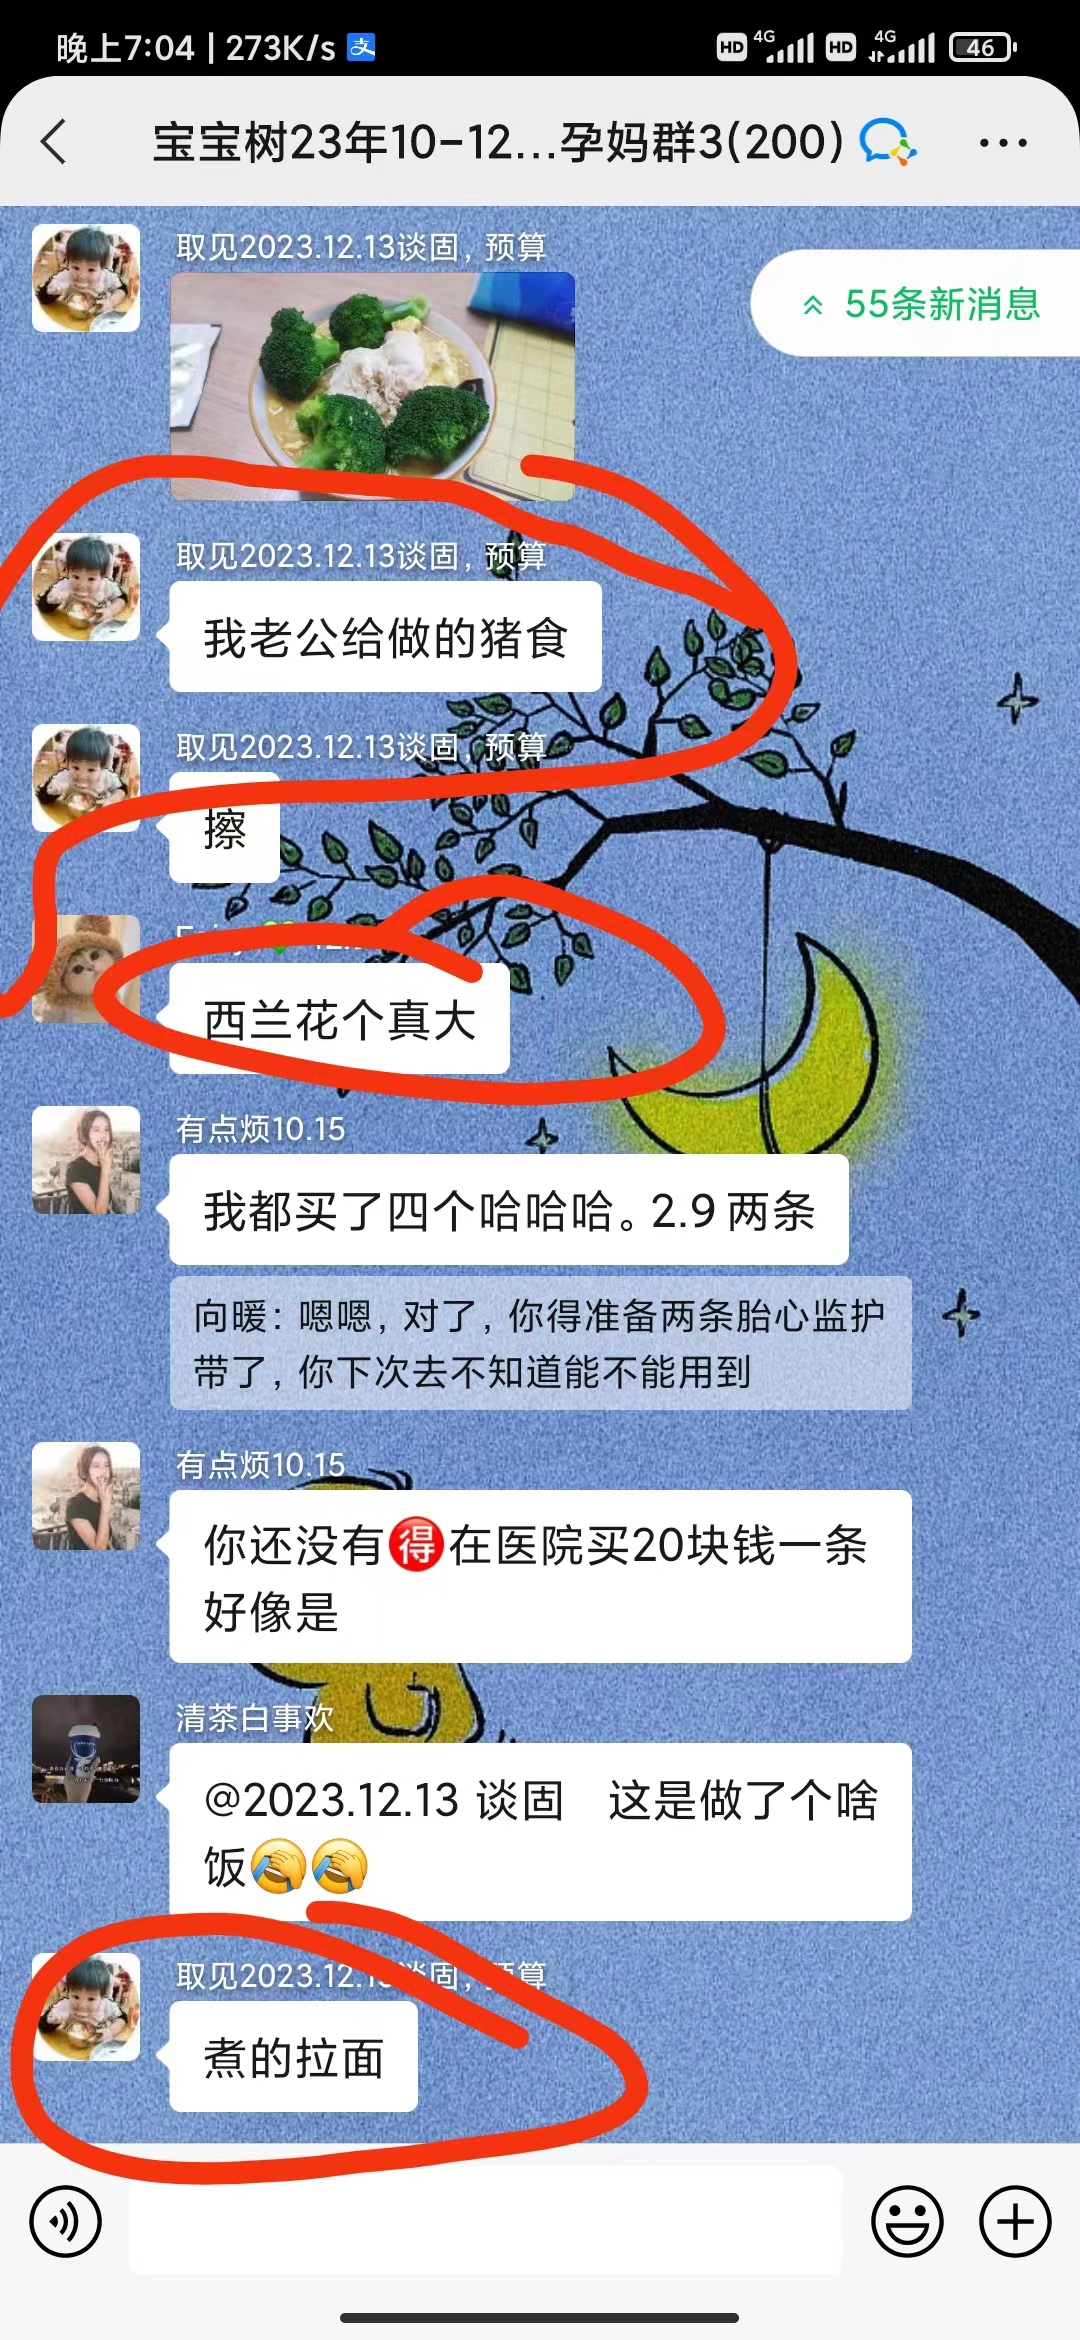 晚上7:04 | 273K/s 支
HD 4G HD 4G 46
宝宝树23年10-12...孕妈群3(200)
取见2023.12.13谈固，预算
55条新消息
取见2023.12.13谈固，预算
我老公给做的猪食
取见2023.12.13谈固，预算
擦
西兰花个真大
有点烦10.15
我都买了四个哈哈哈。2.9 两条
向暖：嗯嗯，对了，你得准备两条胎心监护
带了，你下次去不知道能不能用到
有点烦10.15
你还没有🉐在医院买20块钱一条
好像是
清茶白事欢
@2023.12.13 谈固 这是做了个啥
饭🤣🤣
取见2023.12.13谈固，预算
煮的拉面